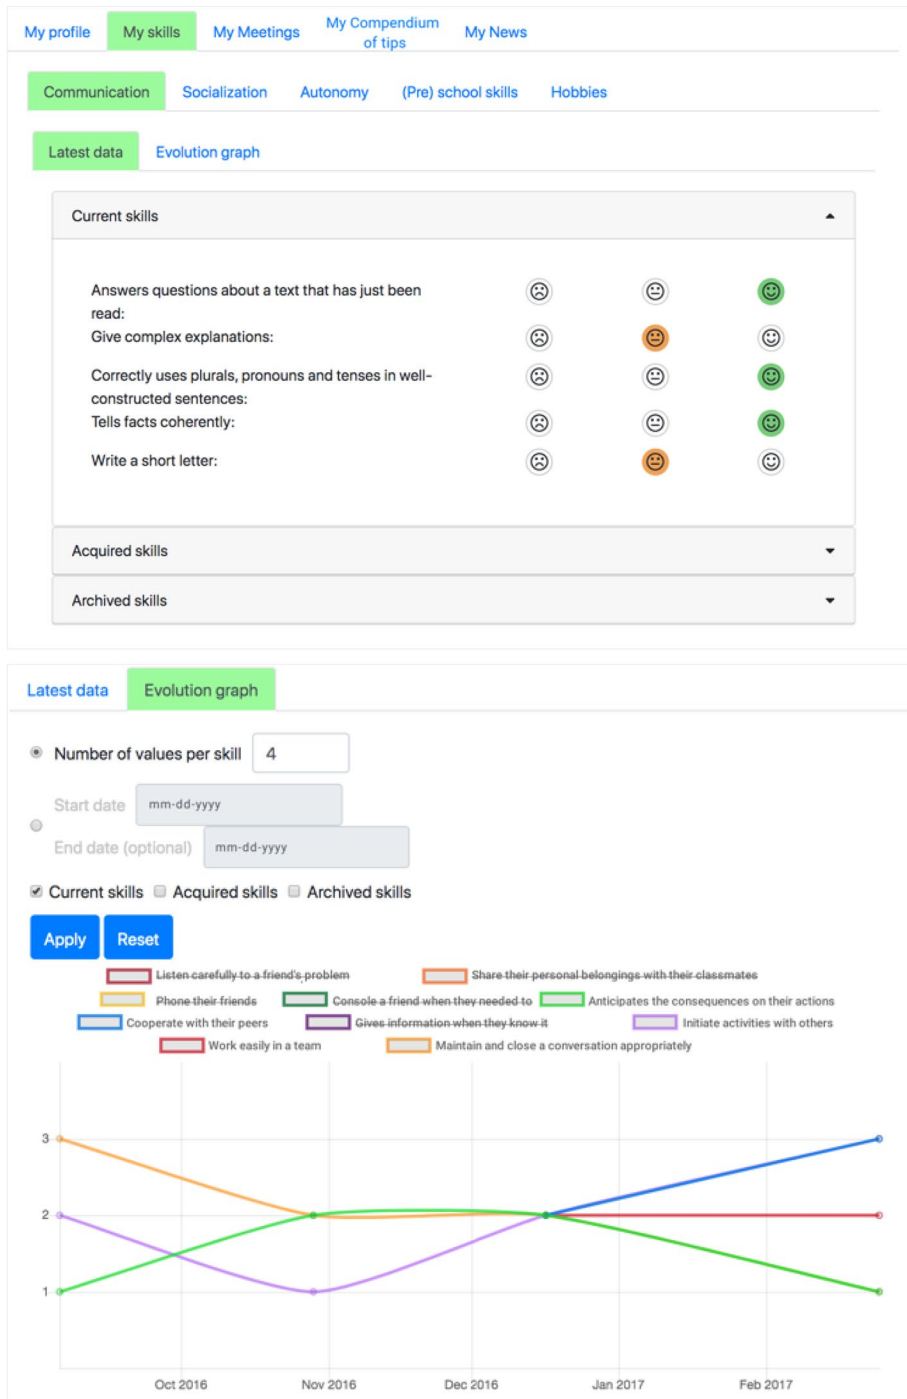 My profile My skills My Meetings My Compendium of tips My News
Communication Socialization Autonomy (Pre) school skills Hobbies
Latest data Evolution graph
Current skills
Answers questions about a text that has just been
read:
Give complex explanations:
Correctly uses plurals, pronouns and tenses in well-
constructed sentences:
Tells facts coherently:
Write a short letter:
Acquired skills
Archived skills
Latest data Evolution graph
Number of values per skill 4
Start date mm-dd-yyyy
End date (optional) mm-dd-yyyy
Current skills Acquired skills Archived skills
Apply Reset
Listen carefully to a friend's problem Share their personal belongings with their classmates
Phone their friends Console a friend when they needed to Anticipates the consequences on their actions
Cooperate with their peers Gives information when they know it Initiate activities with others
Work easily in a team Maintain and close a conversation appropriately
3
2
1
Oct 2016 Nov 2016 Dec 2016 Jan 2017 Feb 2017